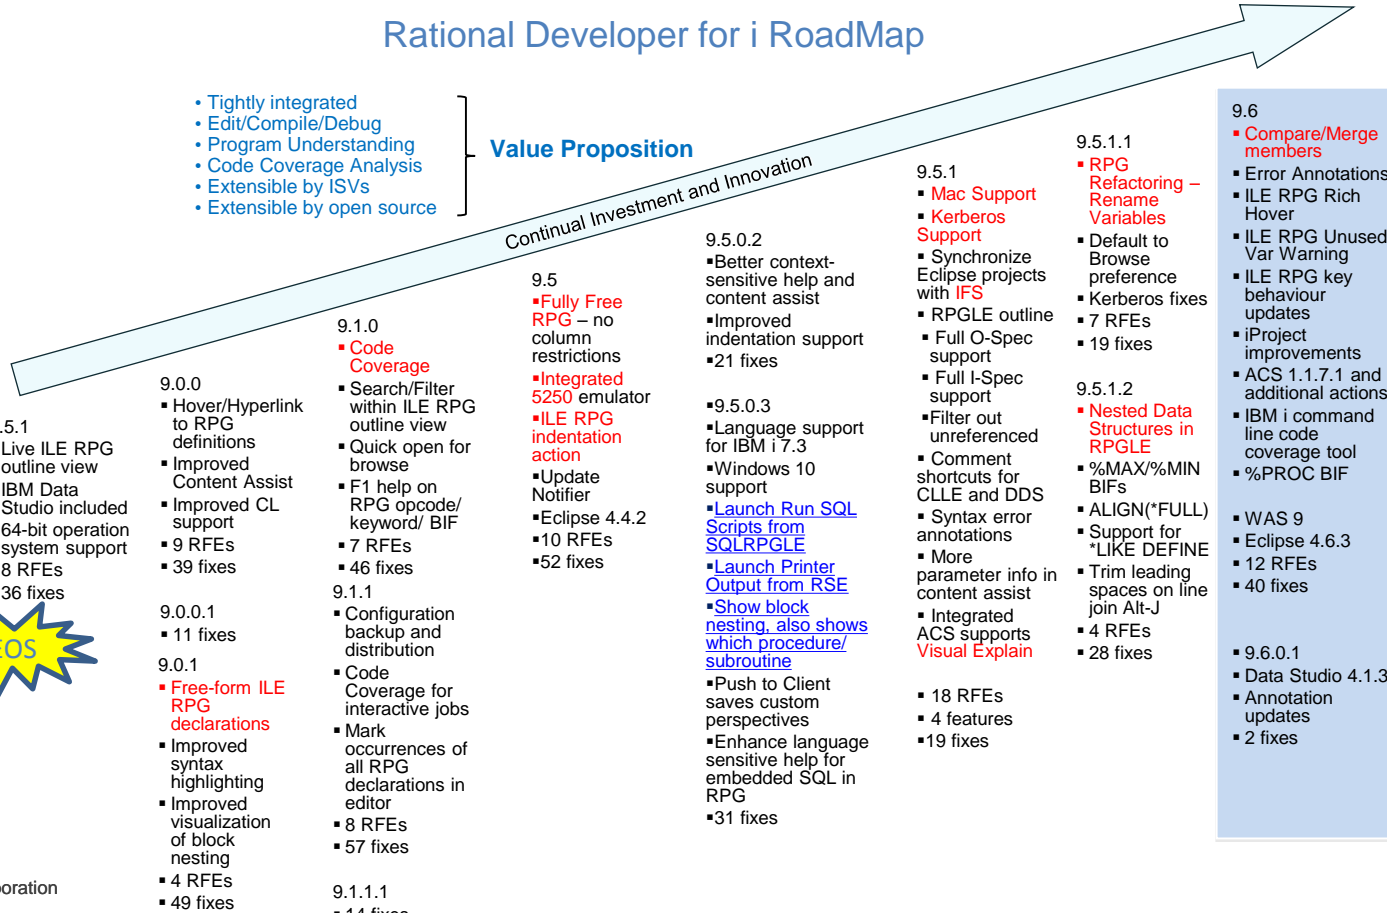 Rational Developer for i RoadMap
• Tightly integrated
• Edit/Compile/Debug
• Program Understanding
• Code Coverage Analysis
• Extensible by ISVs
• Extensible by open source
Value Proposition
Continual Investment and Innovation
.5.1
Live ILE RPG
outline view
IBM Data
Studio included
64-bit operation
system support
8 RFEs
36 fixes
EOS
9.0.0
▪ Hover/Hyperlink
to RPG
definitions
▪ Improved
Content Assist
▪ Improved CL
support
▪ 9 RFEs
▪ 39 fixes
9.0.0.1
▪ 11 fixes
9.0.1
▪ Free-form ILE
RPG
declarations
▪ Improved
syntax
highlighting
▪ Improved
visualization
of block
nesting
▪ 4 RFEs
▪ 49 fixes
9.1.0
▪ Code
Coverage
▪ Search/Filter
within ILE RPG
outline view
▪ Quick open for
browse
▪ F1 help on
RPG opcode/
keyword/ BIF
▪ 7 RFEs
▪ 46 fixes
9.1.1
▪ Configuration
backup and
distribution
▪ Code
Coverage for
interactive jobs
▪ Mark
occurrences of
all RPG
declarations in
editor
▪ 8 RFEs
▪ 57 fixes
9.1.1.1
▪ 14 fixes
9.5
▪Fully Free
RPG – no
column
restrictions
▪Integrated
5250 emulator
▪ILE RPG
indentation
action
▪Update
Notifier
▪Eclipse 4.4.2
▪10 RFEs
▪52 fixes
9.5.0.2
▪Better context-
sensitive help and
content assist
▪Improved
indentation support
▪21 fixes
▪9.5.0.3
▪Language support
for IBM i 7.3
▪Windows 10
support
▪Launch Run SQL
Scripts from
SQLRPGLE
▪Launch Printer
Output from RSE
▪Show block
nesting, also shows
which procedure/
subroutine
▪Push to Client
saves custom
perspectives
▪Enhance language
sensitive help for
embedded SQL in
RPG
▪31 fixes
9.5.1
▪ Mac Support
▪ Kerberos
Support
▪ Synchronize
Eclipse projects
with IFS
▪ RPGLE outline
▪ Full O-Spec
support
▪ Full I-Spec
support
▪Filter out
unreferenced
▪ Comment
shortcuts for
CLLE and DDS
▪ Syntax error
annotations
▪ More
parameter info in
content assist
▪ Integrated
ACS supports
Visual Explain
▪ 18 RFEs
▪ 4 features
▪19 fixes
9.5.1.1
▪ RPG
Refactoring –
Rename
Variables
▪ Default to
Browse
preference
▪ Kerberos fixes
▪ 7 RFEs
▪ 19 fixes
9.5.1.2
▪ Nested Data
Structures in
RPGLE
▪ %MAX/%MIN
BIFs
▪ ALIGN(*FULL)
▪ Support for
*LIKE DEFINE
▪ Trim leading
spaces on line
join Alt-J
▪ 4 RFEs
▪ 28 fixes
9.6
▪ Compare/Merge
members
▪ Error Annotations
▪ ILE RPG Rich
Hover
▪ ILE RPG Unused
Var Warning
▪ ILE RPG key
behaviour
updates
▪ iProject
improvements
▪ ACS 1.1.7.1 and
additional actions
▪ IBM i command
line code
coverage tool
▪ %PROC BIF
▪ WAS 9
▪ Eclipse 4.6.3
▪ 12 RFEs
▪ 40 fixes
▪ 9.6.0.1
▪ Data Studio 4.1.3
▪ Annotation
updates
▪ 2 fixes
oration